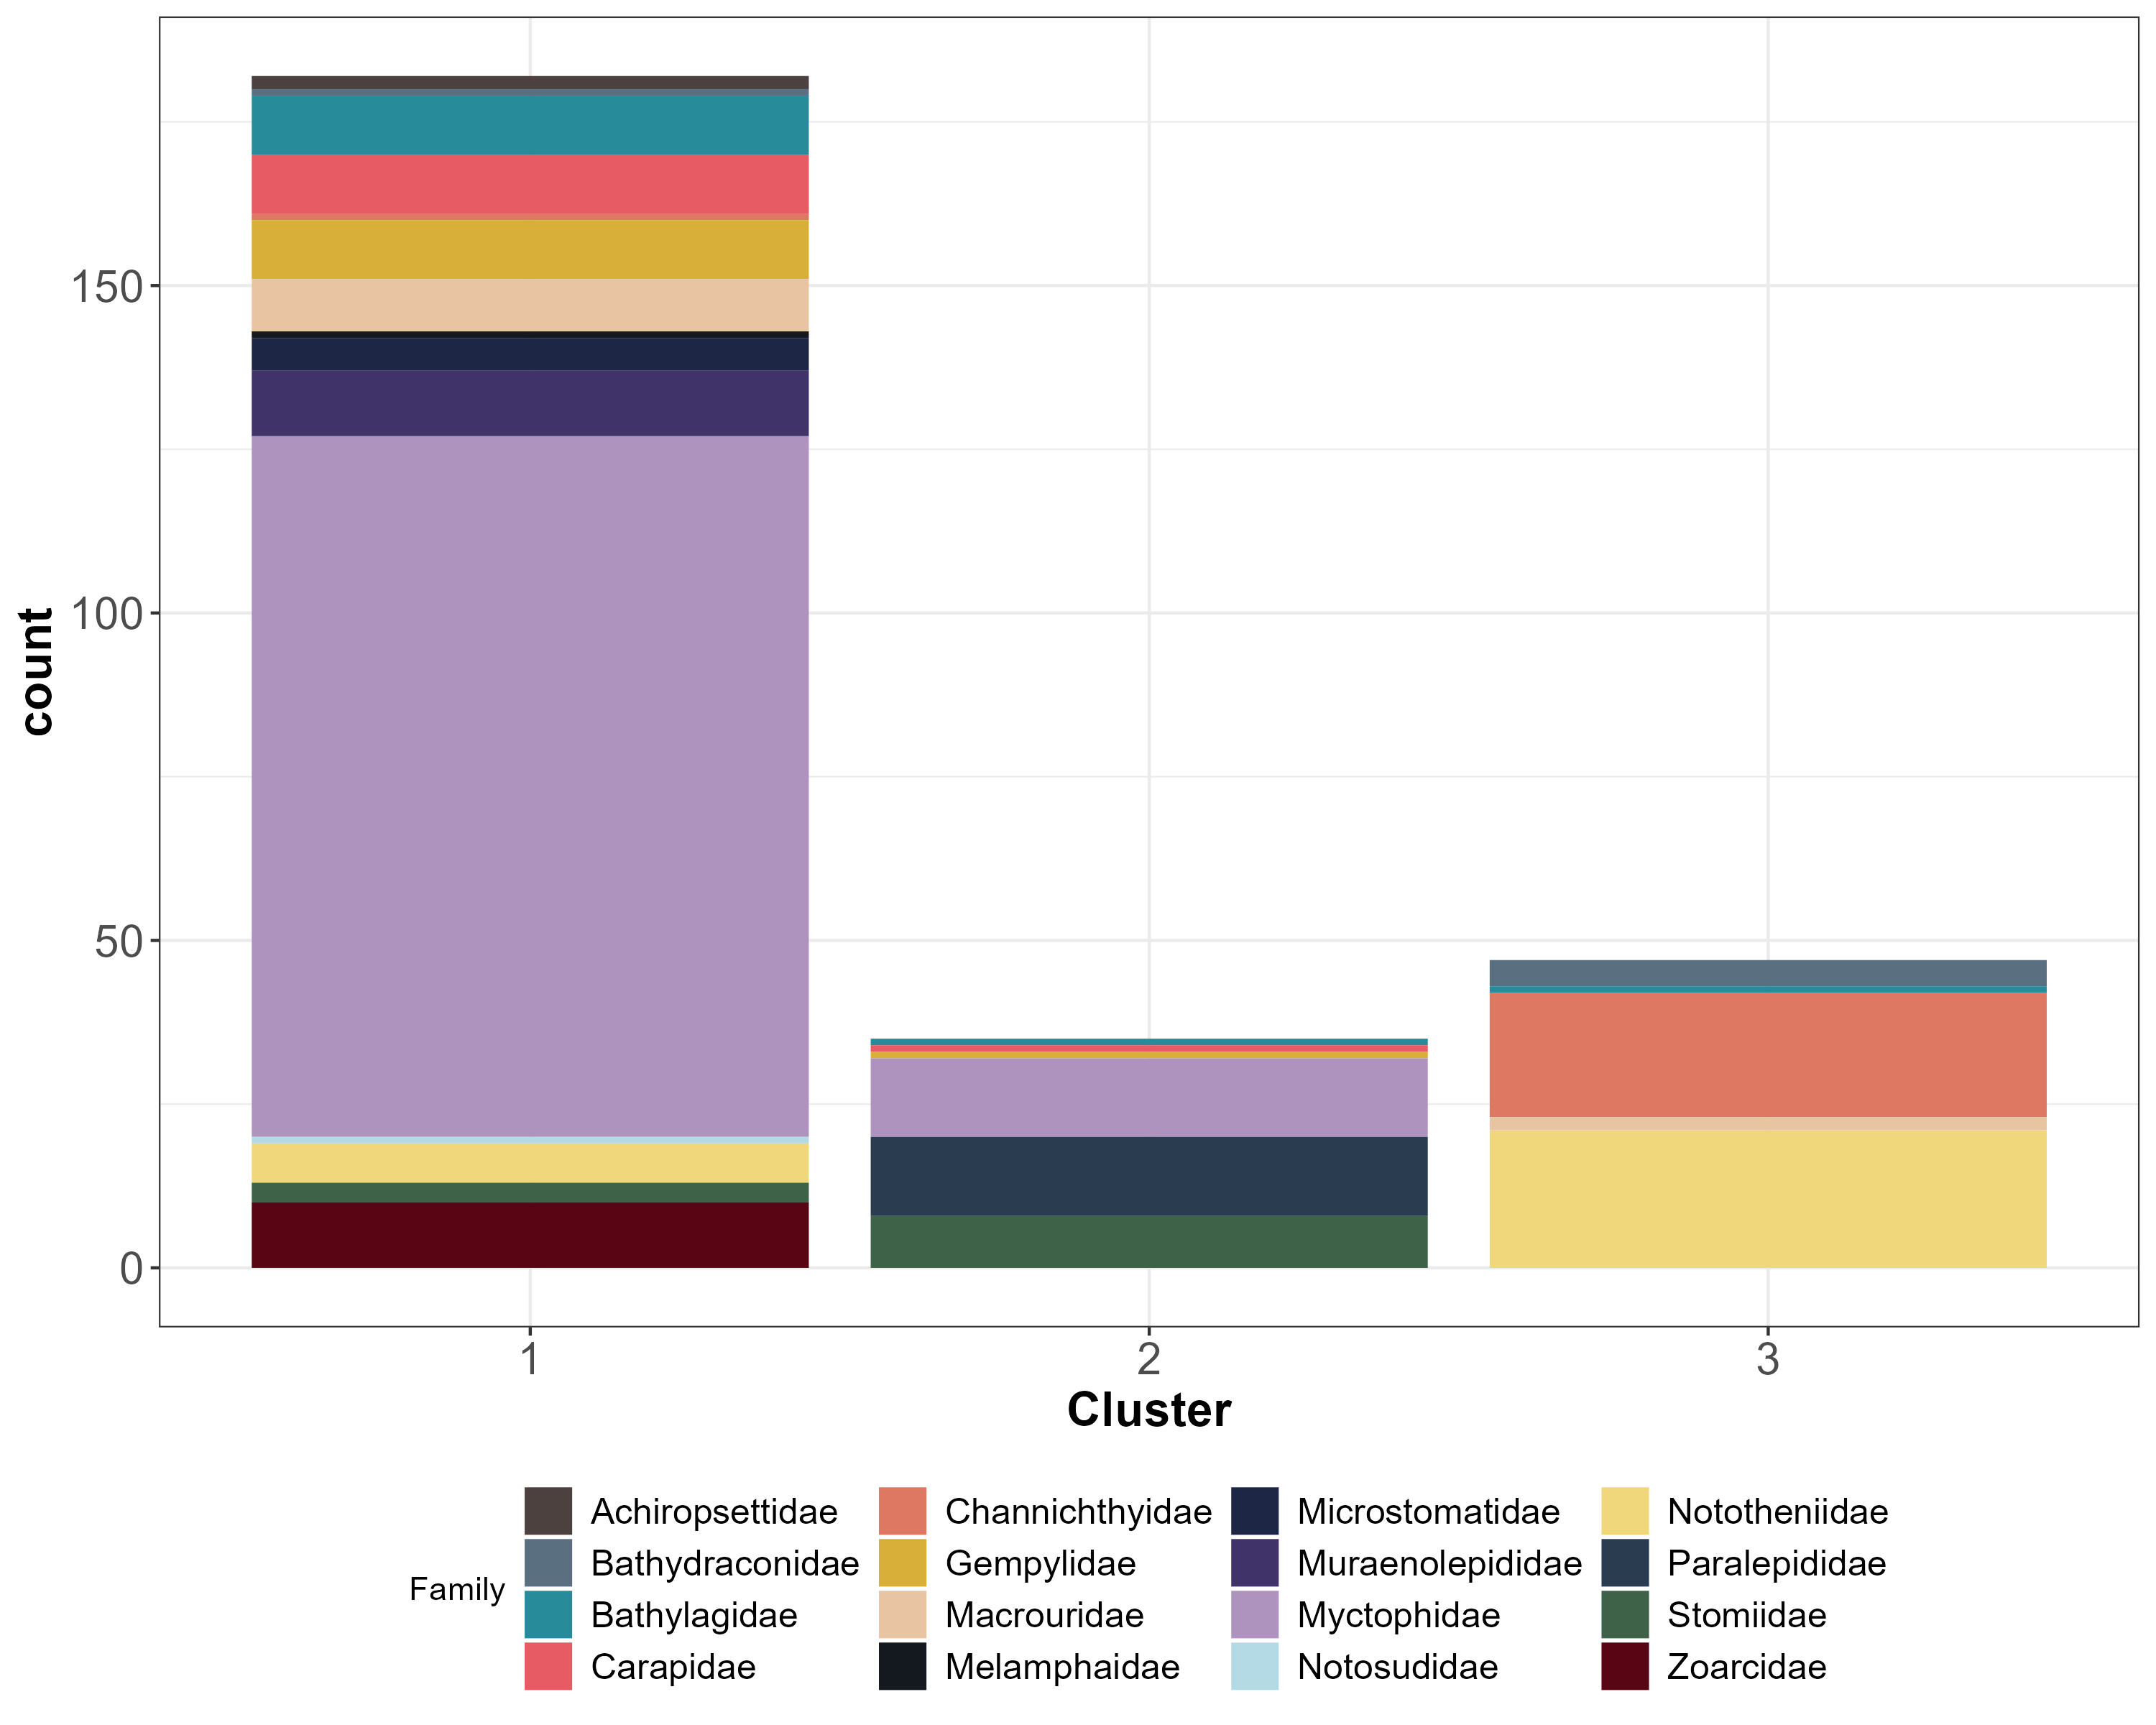 count
150
100
50
0
1 2 3
Cluster
Family
Achiropsettidae Channichthyidae Microstomatidae Nototheniidae
Bathydraconidae Gempylidae Muraenolepididae Paralepididae
Bathylagidae Macrouridae Myctophidae Stomiidae
Carapidae Melamphaidae Notosudidae Zoarcidae